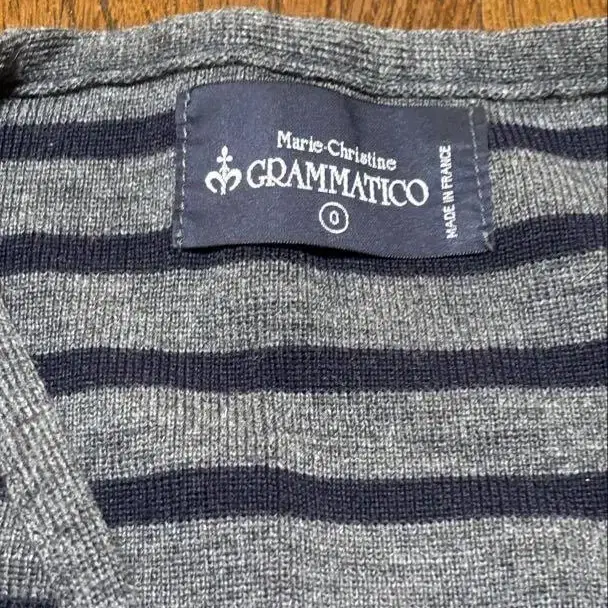 Marie-Christine
GRAMMATICO
0
MADE IN FRANCE